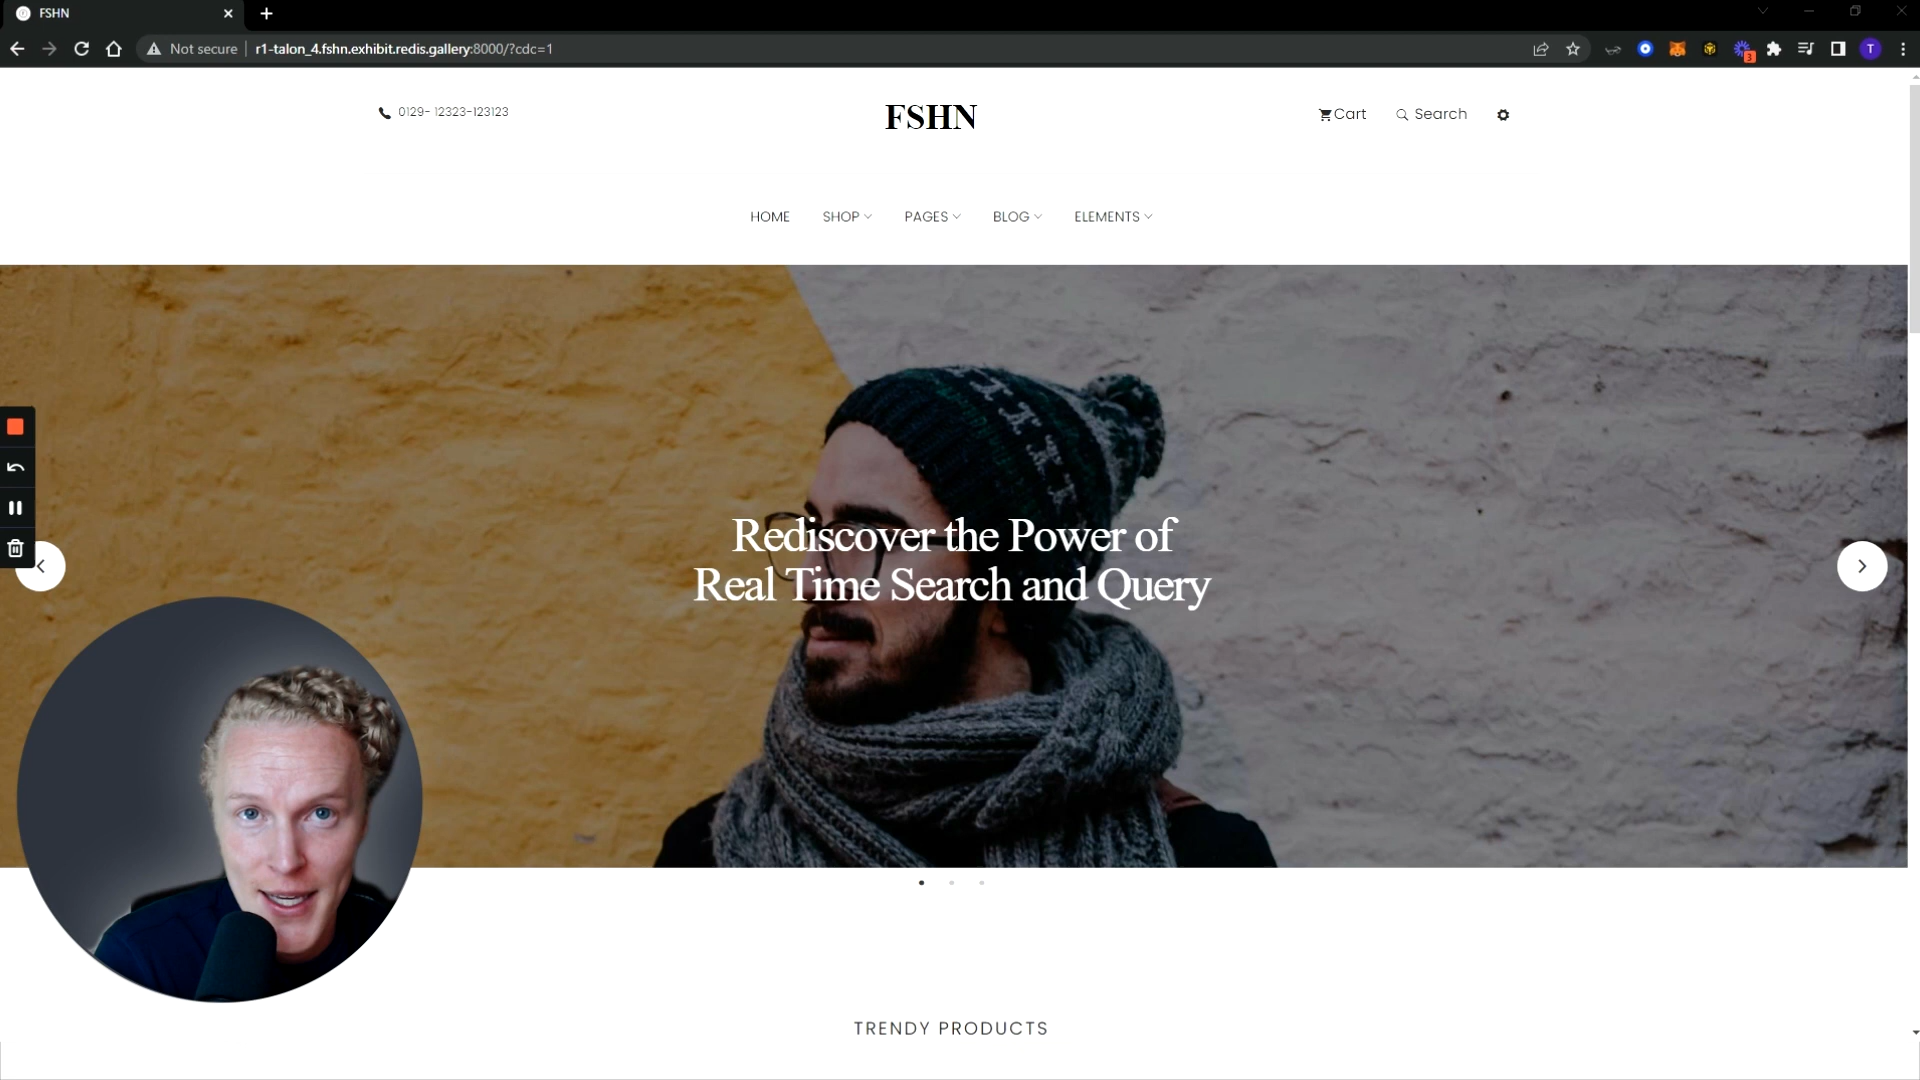 FSHN
Not secure
r1-talon_4.fshn.exhibit.redis.gallery:8000/?cdc=1
3
T
0129- 12323-123123
FSHN
Cart
Search
HOME
SHOP
PAGES
BLOG
ELEMENTS
Rediscover the Power of
Real Time Search and Query
TRENDY PRODUCTS